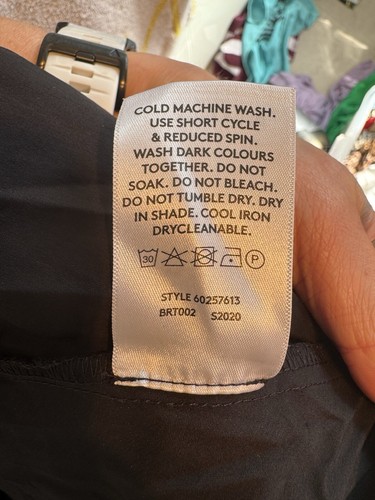 COLD MACHINE WASH.
USE SHORT CYCLE
& REDUCED SPIN.
WASH DARK COLOURS
TOGETHER. DO NOT
SOAK. DO NOT BLEACH.
DO NOT TUMBLE DRY. DRY
IN SHADE. COOL IRON
DRYCLEANABLE.
30 P
STYLE 60257613
BRT002 S2020